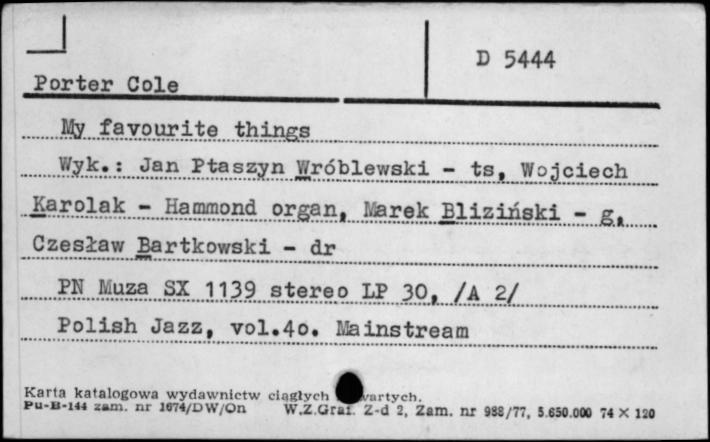 D 5444
Porter Cole
My favourite things
Wyk.: Jan Ptaszyn Wróblewski - ts, Wojciech
Karolak - Hammond organ, Marek Bliziński - g,
Czesław Bartkowski - dr
PN Muza SX 1139 stereo LP 30, /A 2/
Polish Jazz, vol.4o. Mainstream
Karta katalogowa wydawnictw ciągłych wartych.
Pu-B-144 zam. nr 1674/DW/On W.Z.Graf. Z-d 2, Zam. nr 988/77, 5.650.000 74 × 120